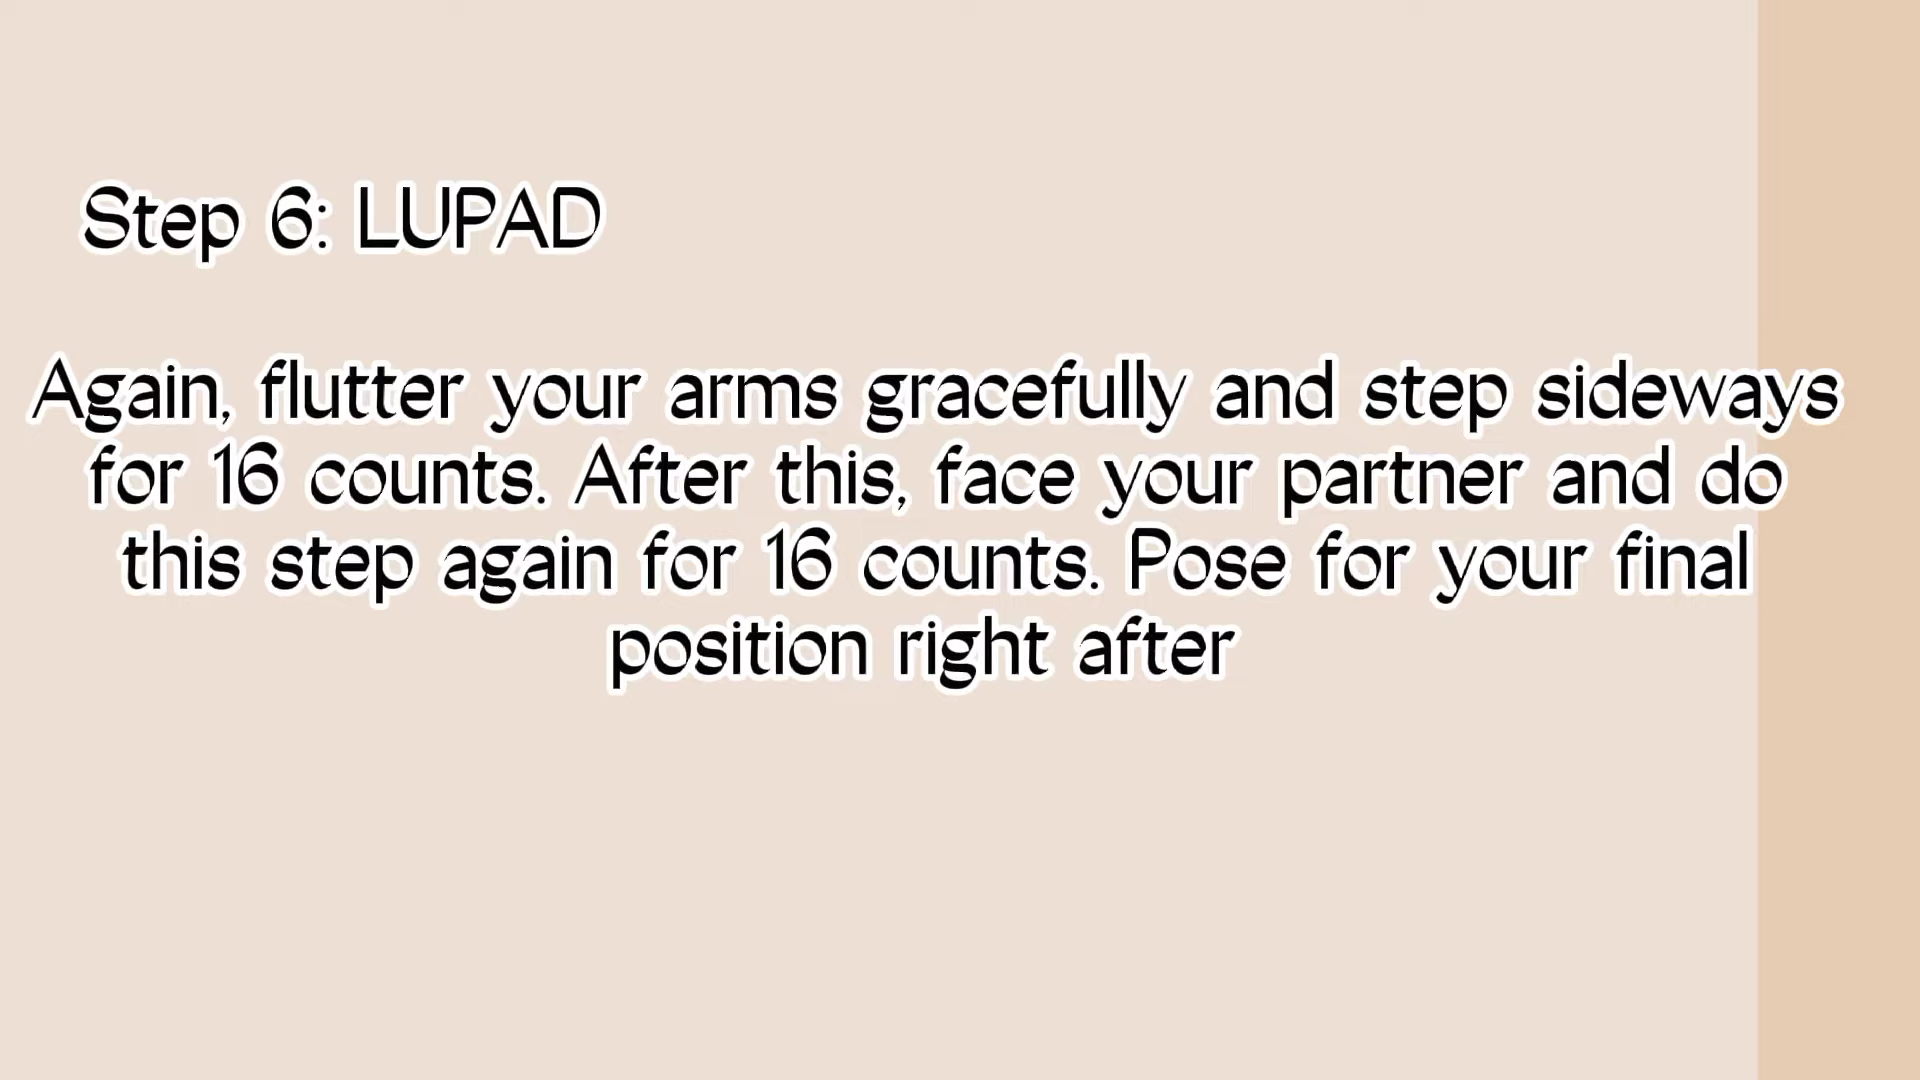 Step 6: LUPAD
Again, flutter your arms gracefully and step sideways
for 16 counts. After this, face your partner and do
this step again for 16 counts. Pose for your final
position right after